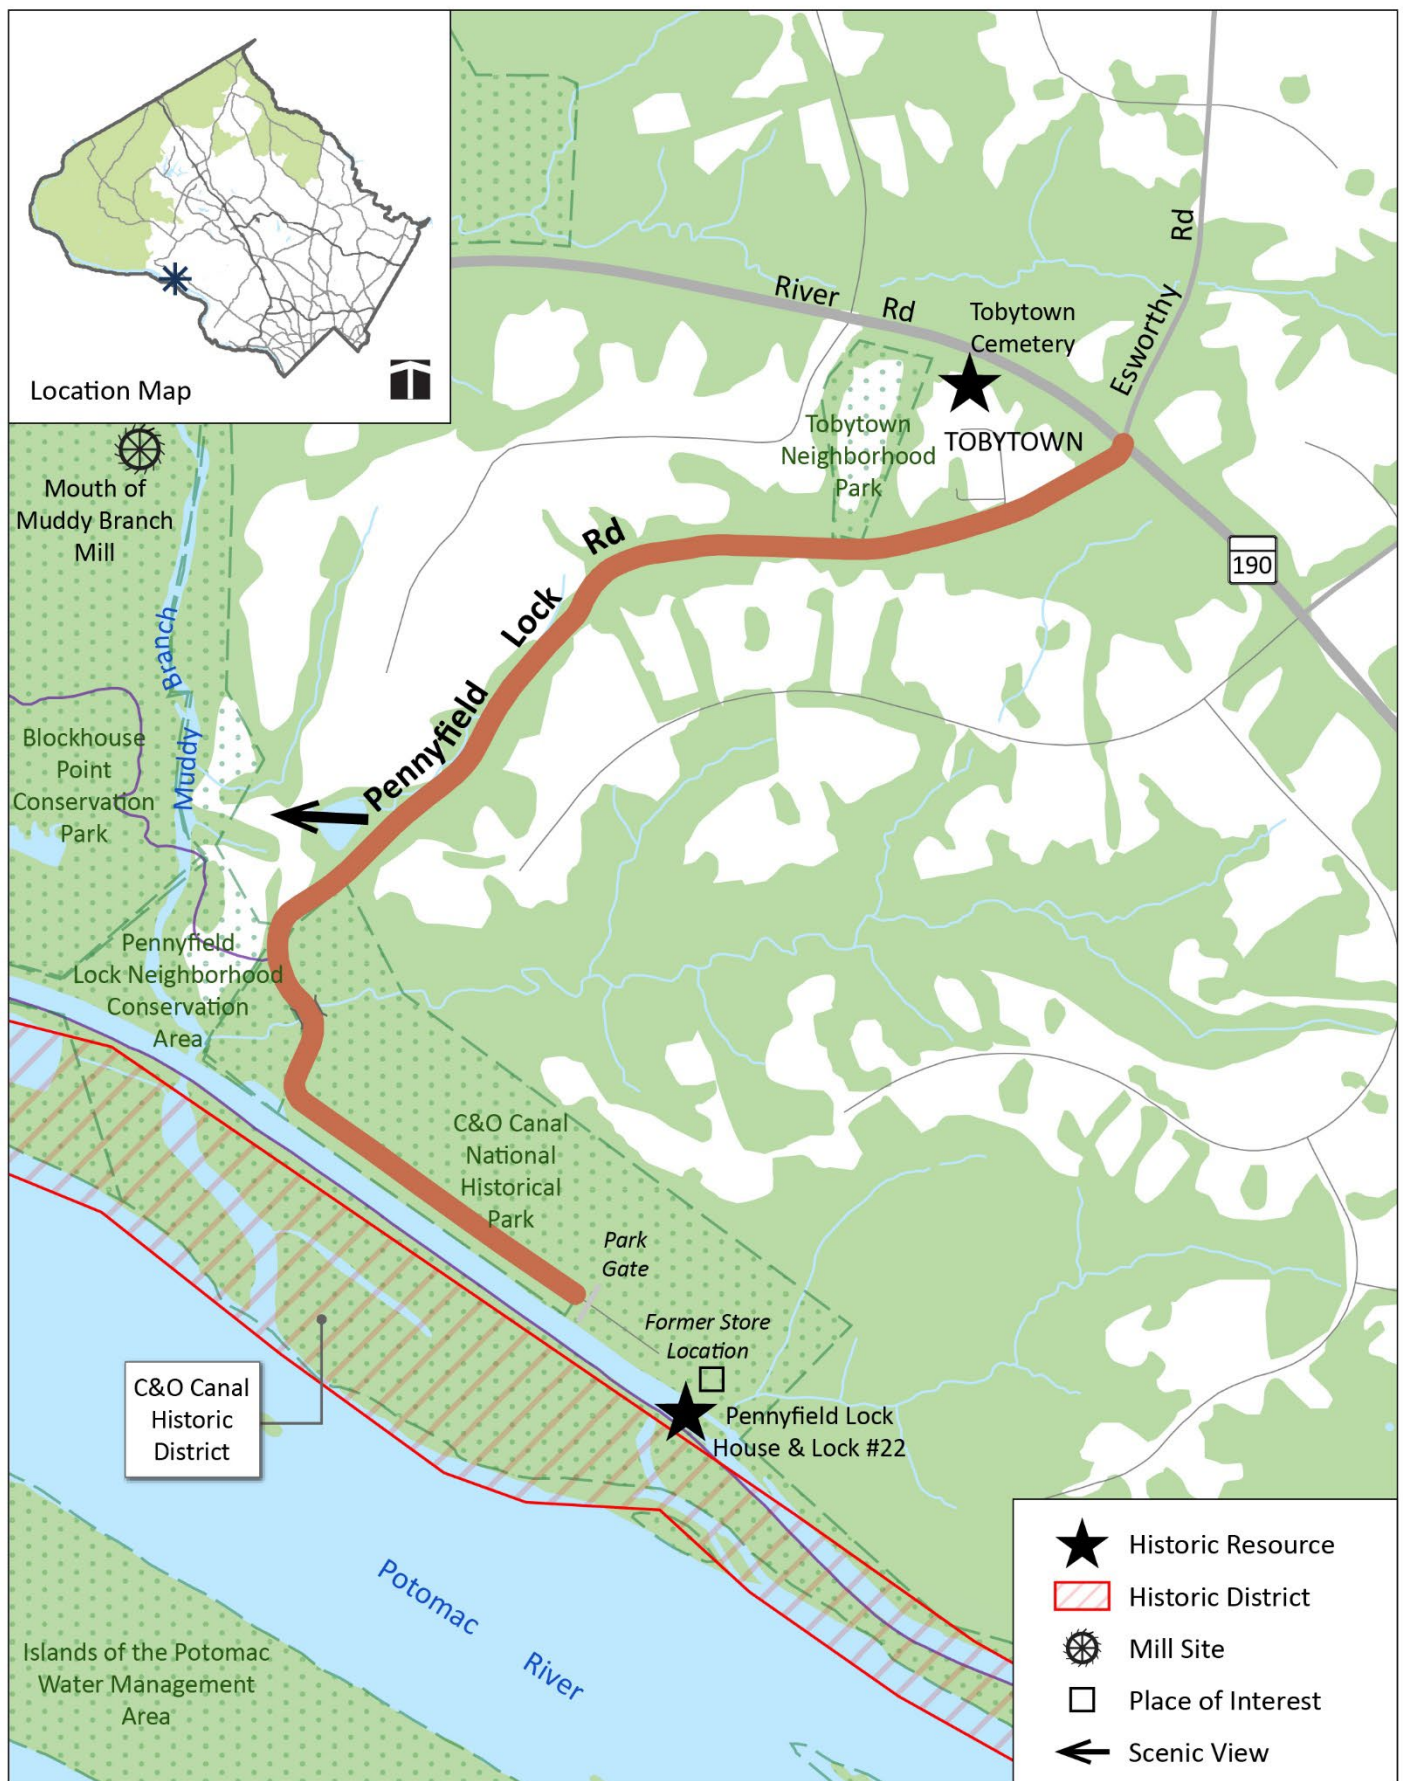 Location Map
River Rd
Esworthy Rd
Tobytown
Cemetery
TOBYTOWN
Tobytown
Neighborhood
Park
190
Mouth of
Muddy Branch
Mill
Pennyfield Lock Rd
Muddy Branch
Blockhouse
Point
Conservation
Park
Pennyfield
Lock Neighborhood
Conservation
Area
C&O Canal
National
Historical
Park
Park
Gate
Former Store
Location
Pennyfield Lock
House & Lock #22
C&O Canal
Historic
District
Potomac River
Islands of the Potomac
Water Management
Area
Historic Resource
Historic District
Mill Site
Place of Interest
Scenic View